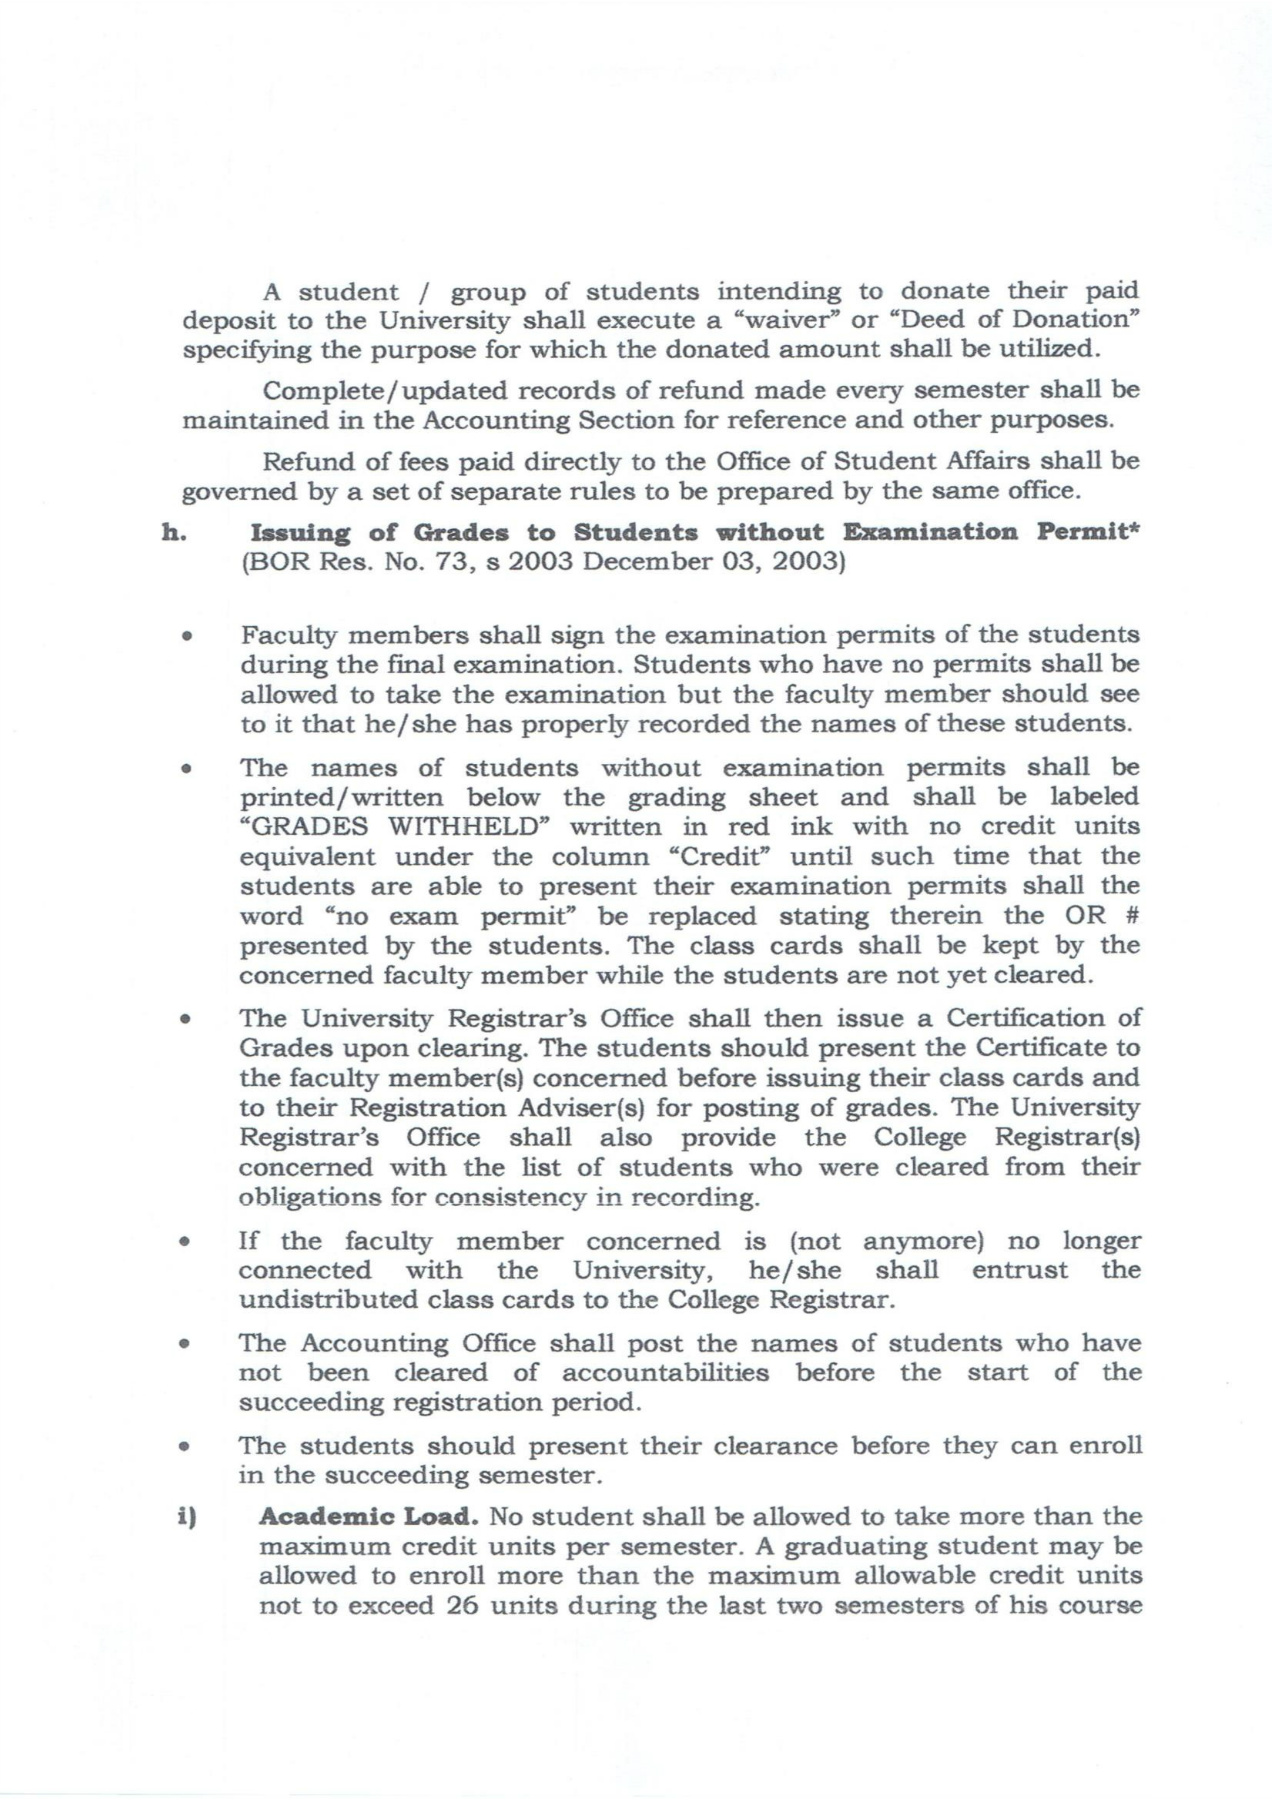 A student / group of students intending to donate their paid
deposit to the University shall execute a “waiver” or “Deed of Donation”
specifying the purpose for which the donated amount shall be utilized.
Complete/updated records of refund made every semester shall be
maintained in the Accounting Section for reference and other purposes.
Refund of fees paid directly to the Office of Student Affairs shall be
governed by a set of separate rules to be prepared by the same office.
h. Issuing of Grades to Students without Examination Permit*
(BOR Res. No. 73, s 2003 December 03, 2003)
• Faculty members shall sign the examination permits of the students
during the final examination. Students who have no permits shall be
allowed to take the examination but the faculty member should see
to it that he/she has properly recorded the names of these students.
• The names of students without examination permits shall be
printed/written below the grading sheet and shall be labeled
“GRADES WITHHELD” written in red ink with no credit units
equivalent under the column “Credit” until such time that the
students are able to present their examination permits shall the
word “no exam permit” be replaced stating therein the OR #
presented by the students. The class cards shall be kept by the
concerned faculty member while the students are not yet cleared.
• The University Registrar’s Office shall then issue a Certification of
Grades upon clearing. The students should present the Certificate to
the faculty member(s) concerned before issuing their class cards and
to their Registration Adviser(s) for posting of grades. The University
Registrar’s Office shall also provide the College Registrar(s)
concerned with the list of students who were cleared from their
obligations for consistency in recording.
• If the faculty member concerned is (not anymore) no longer
connected with the University, he/she shall entrust the
undistributed class cards to the College Registrar.
• The Accounting Office shall post the names of students who have
not been cleared of accountabilities before the start of the
succeeding registration period.
• The students should present their clearance before they can enroll
in the succeeding semester.
i) Academic Load. No student shall be allowed to take more than the
maximum credit units per semester. A graduating student may be
allowed to enroll more than the maximum allowable credit units
not to exceed 26 units during the last two semesters of his course